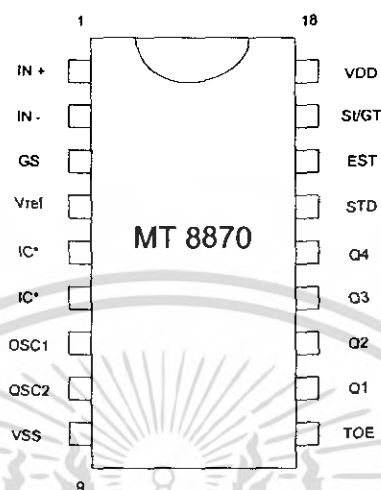 1 18
IN + VDD
IN - St/GT
GS EST
Vref STD
MT 8870
IC* Q4
IC* Q3
OSC1 Q2
OSC2 Q1
VSS TOE
9